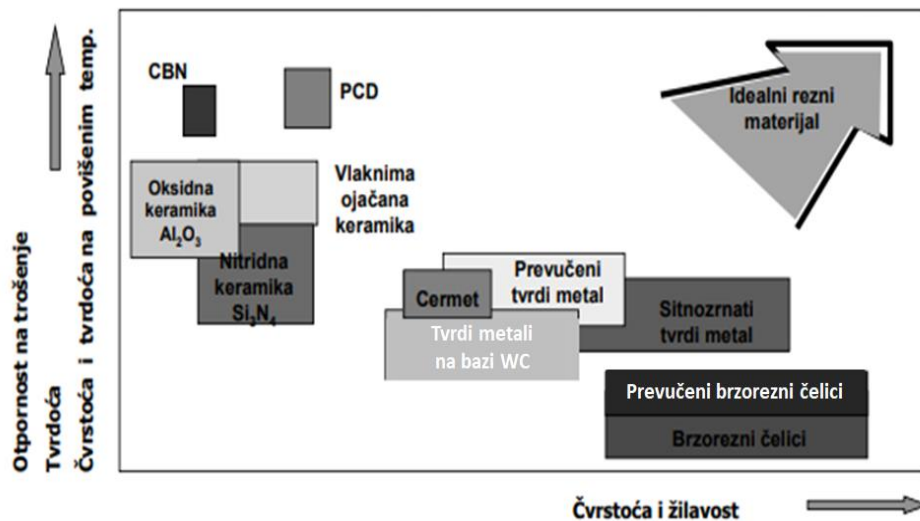 Otpornost na trošenje
Tvrdoća
Čvrstoća i tvrdoća na povišenim temp.
CBN
PCD
Idealni rezni
materijal
Oksidna
keramika
Al₂O₃
Vlaknima
ojačana
keramika
Nitridna
keramika
Si₃N₄
Cermet
Prevučeni
tvrdi metal
Sitnozrnati
tvrdi metal
Tvrdi metali
na bazi WC
Prevučeni brzorezni čelici
Brzorezni čelici
Čvrstoća i žilavost